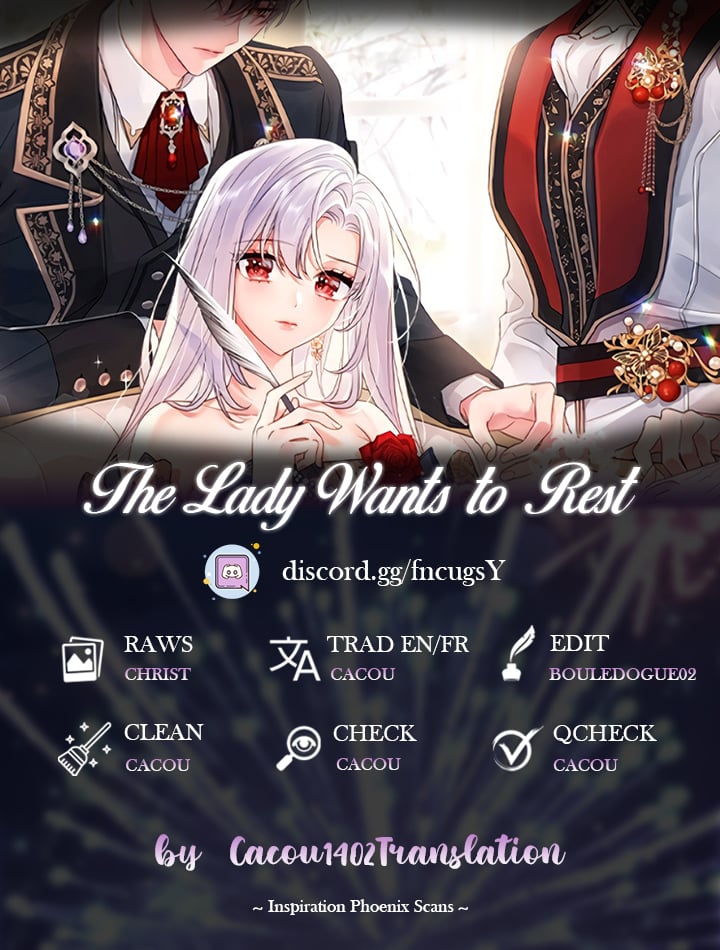 The Lady Wants to Rest
discord.gg/fncugsY
RAWS
CHRIST
TRAD EN/FR
CACOU
EDIT
BOULEDOGUE02
CLEAN
CACOU
CHECK
CACOU
QCHECK
CACOU
by Cacou1402Translation
~ Inspiration Phoenix Scans ~